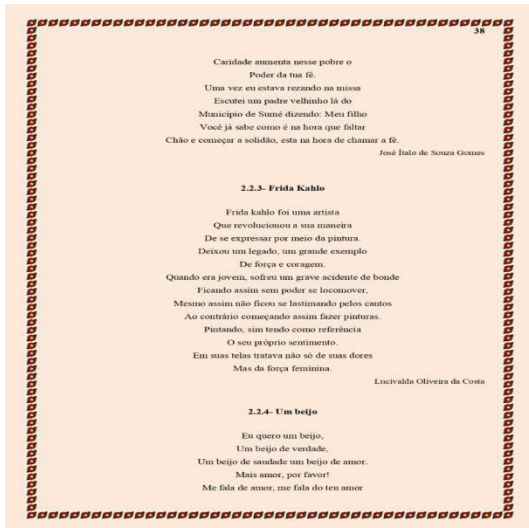 38
Caridade aumenta nesse pobre o
Poder da tua fê.
Uma vez eu estava rezando na missa
Escutei um padre velhinho lá do
Município de Sumé dizendo: Meu filho
Você já sabe como é na hora que faltar
Chão e começar a solidão, esta na hora de chamar a fê.
José Ítalo de Souza Gomes
2.2.3- Frida Kahlo
Frida kahlo foi uma artista
Que revolucionou a sua maneira
De se expressar por meio da pintura.
Deixou um legado, um grande exemplo
De força e coragem.
Quando era jovem, sofreu um grave acidente de bonde
Ficando assim sem poder se locomover,
Mesmo assim não ficou se lastimando pelos cantos
Ao contrário começando assim fazer pinturas.
Pintando, sim tendo como referência
O seu próprio sentimento.
Em suas telas tratava não só de suas dores
Mas da força feminina.
Lucivalda Oliveira da Costa
2.2.4- Um beijo
Eu quero um beijo,
Um beijo de verdade,
Um beijo de saudade um beijo de amor.
Mais amor, por favor!
Me fala de amor, me fala do teu amor